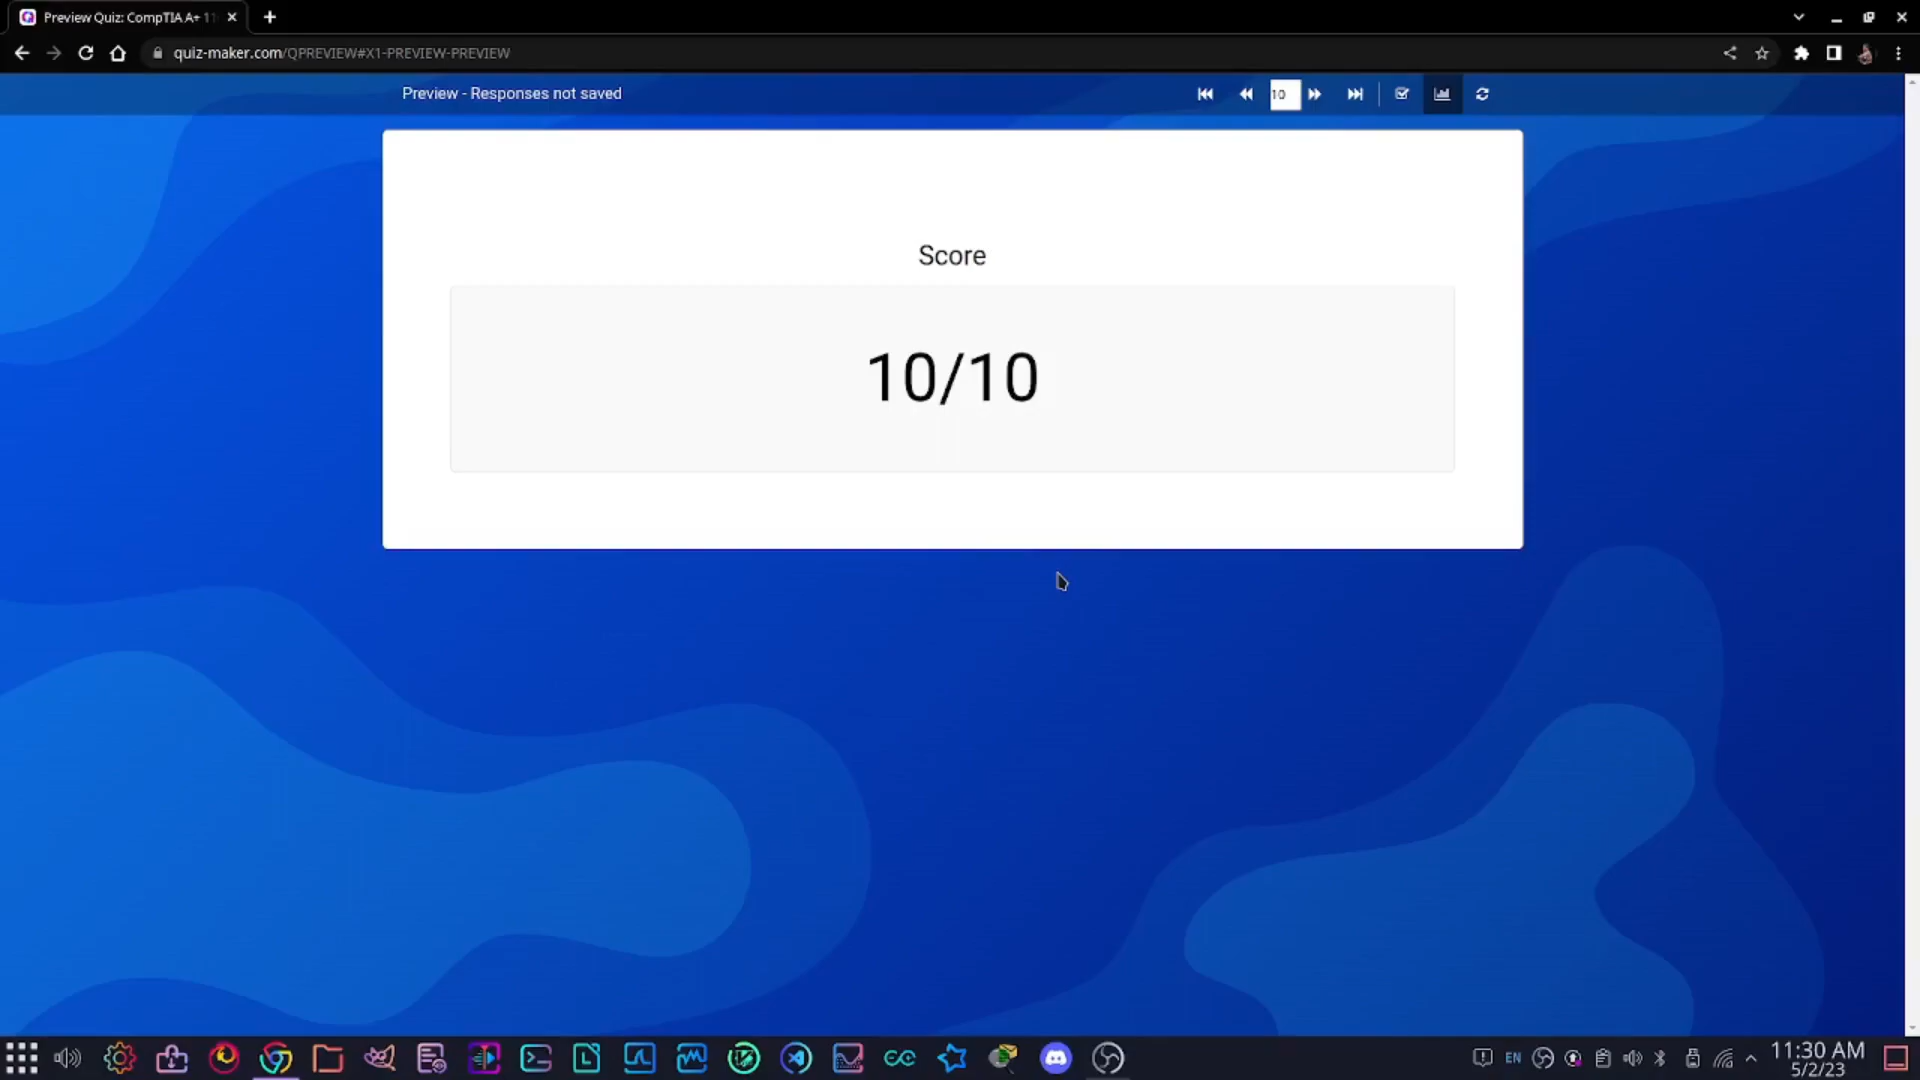 Preview Quiz: CompTIA A+ 11
quiz-maker.com/QPREVIEW#X1-PREVIEW-PREVIEW
Preview - Responses not saved
10
Score
10/10
EN
11:30 AM
5/2/23